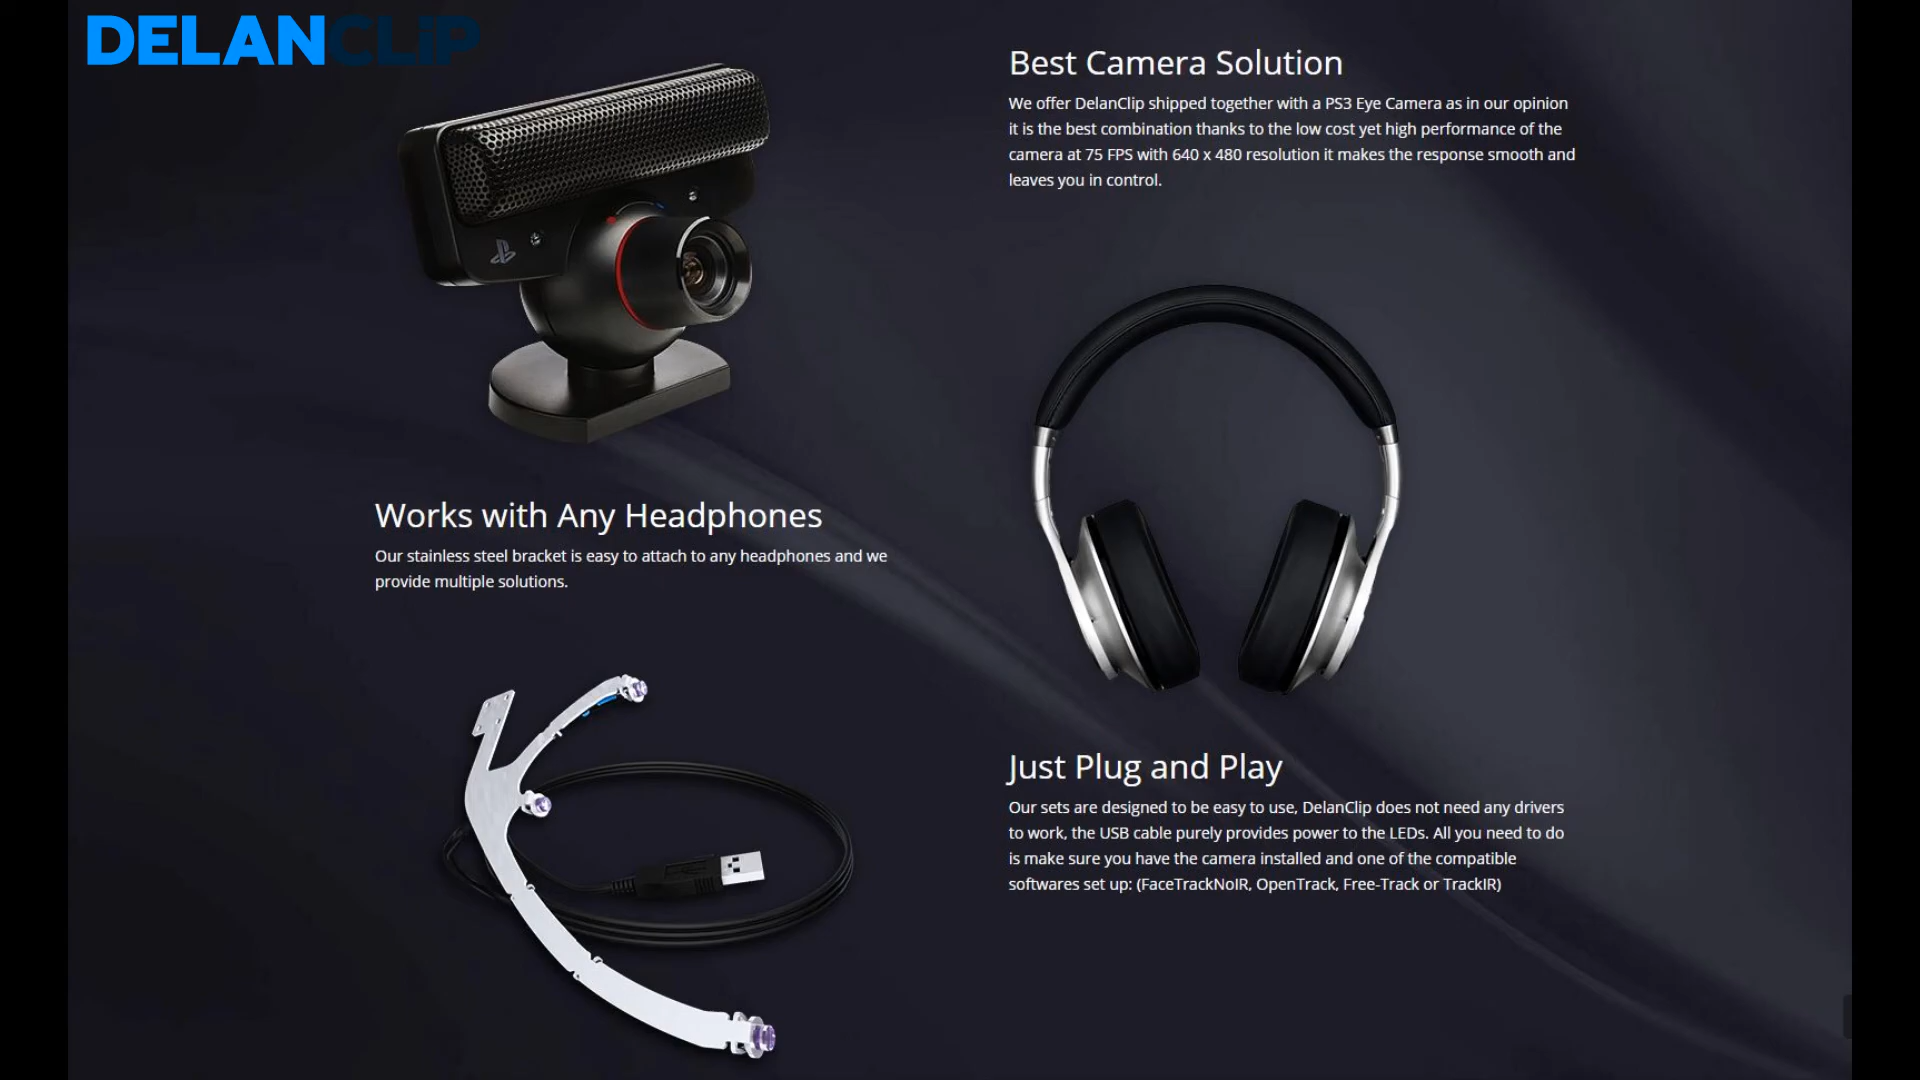 DELANCLiP
Best Camera Solution
We offer DelanClip shipped together with a PS3 Eye Camera as in our opinion
it is the best combination thanks to the low cost yet high performance of the
camera at 75 FPS with 640 x 480 resolution it makes the response smooth and
leaves you in control.
Works with Any Headphones
Our stainless steel bracket is easy to attach to any headphones and we
provide multiple solutions.
Just Plug and Play
Our sets are designed to be easy to use, DelanClip does not need any drivers
to work, the USB cable purely provides power to the LEDs. All you need to do
is make sure you have the camera installed and one of the compatible
softwares set up: (FaceTrackNoIR, OpenTrack, Free-Track or TrackIR)